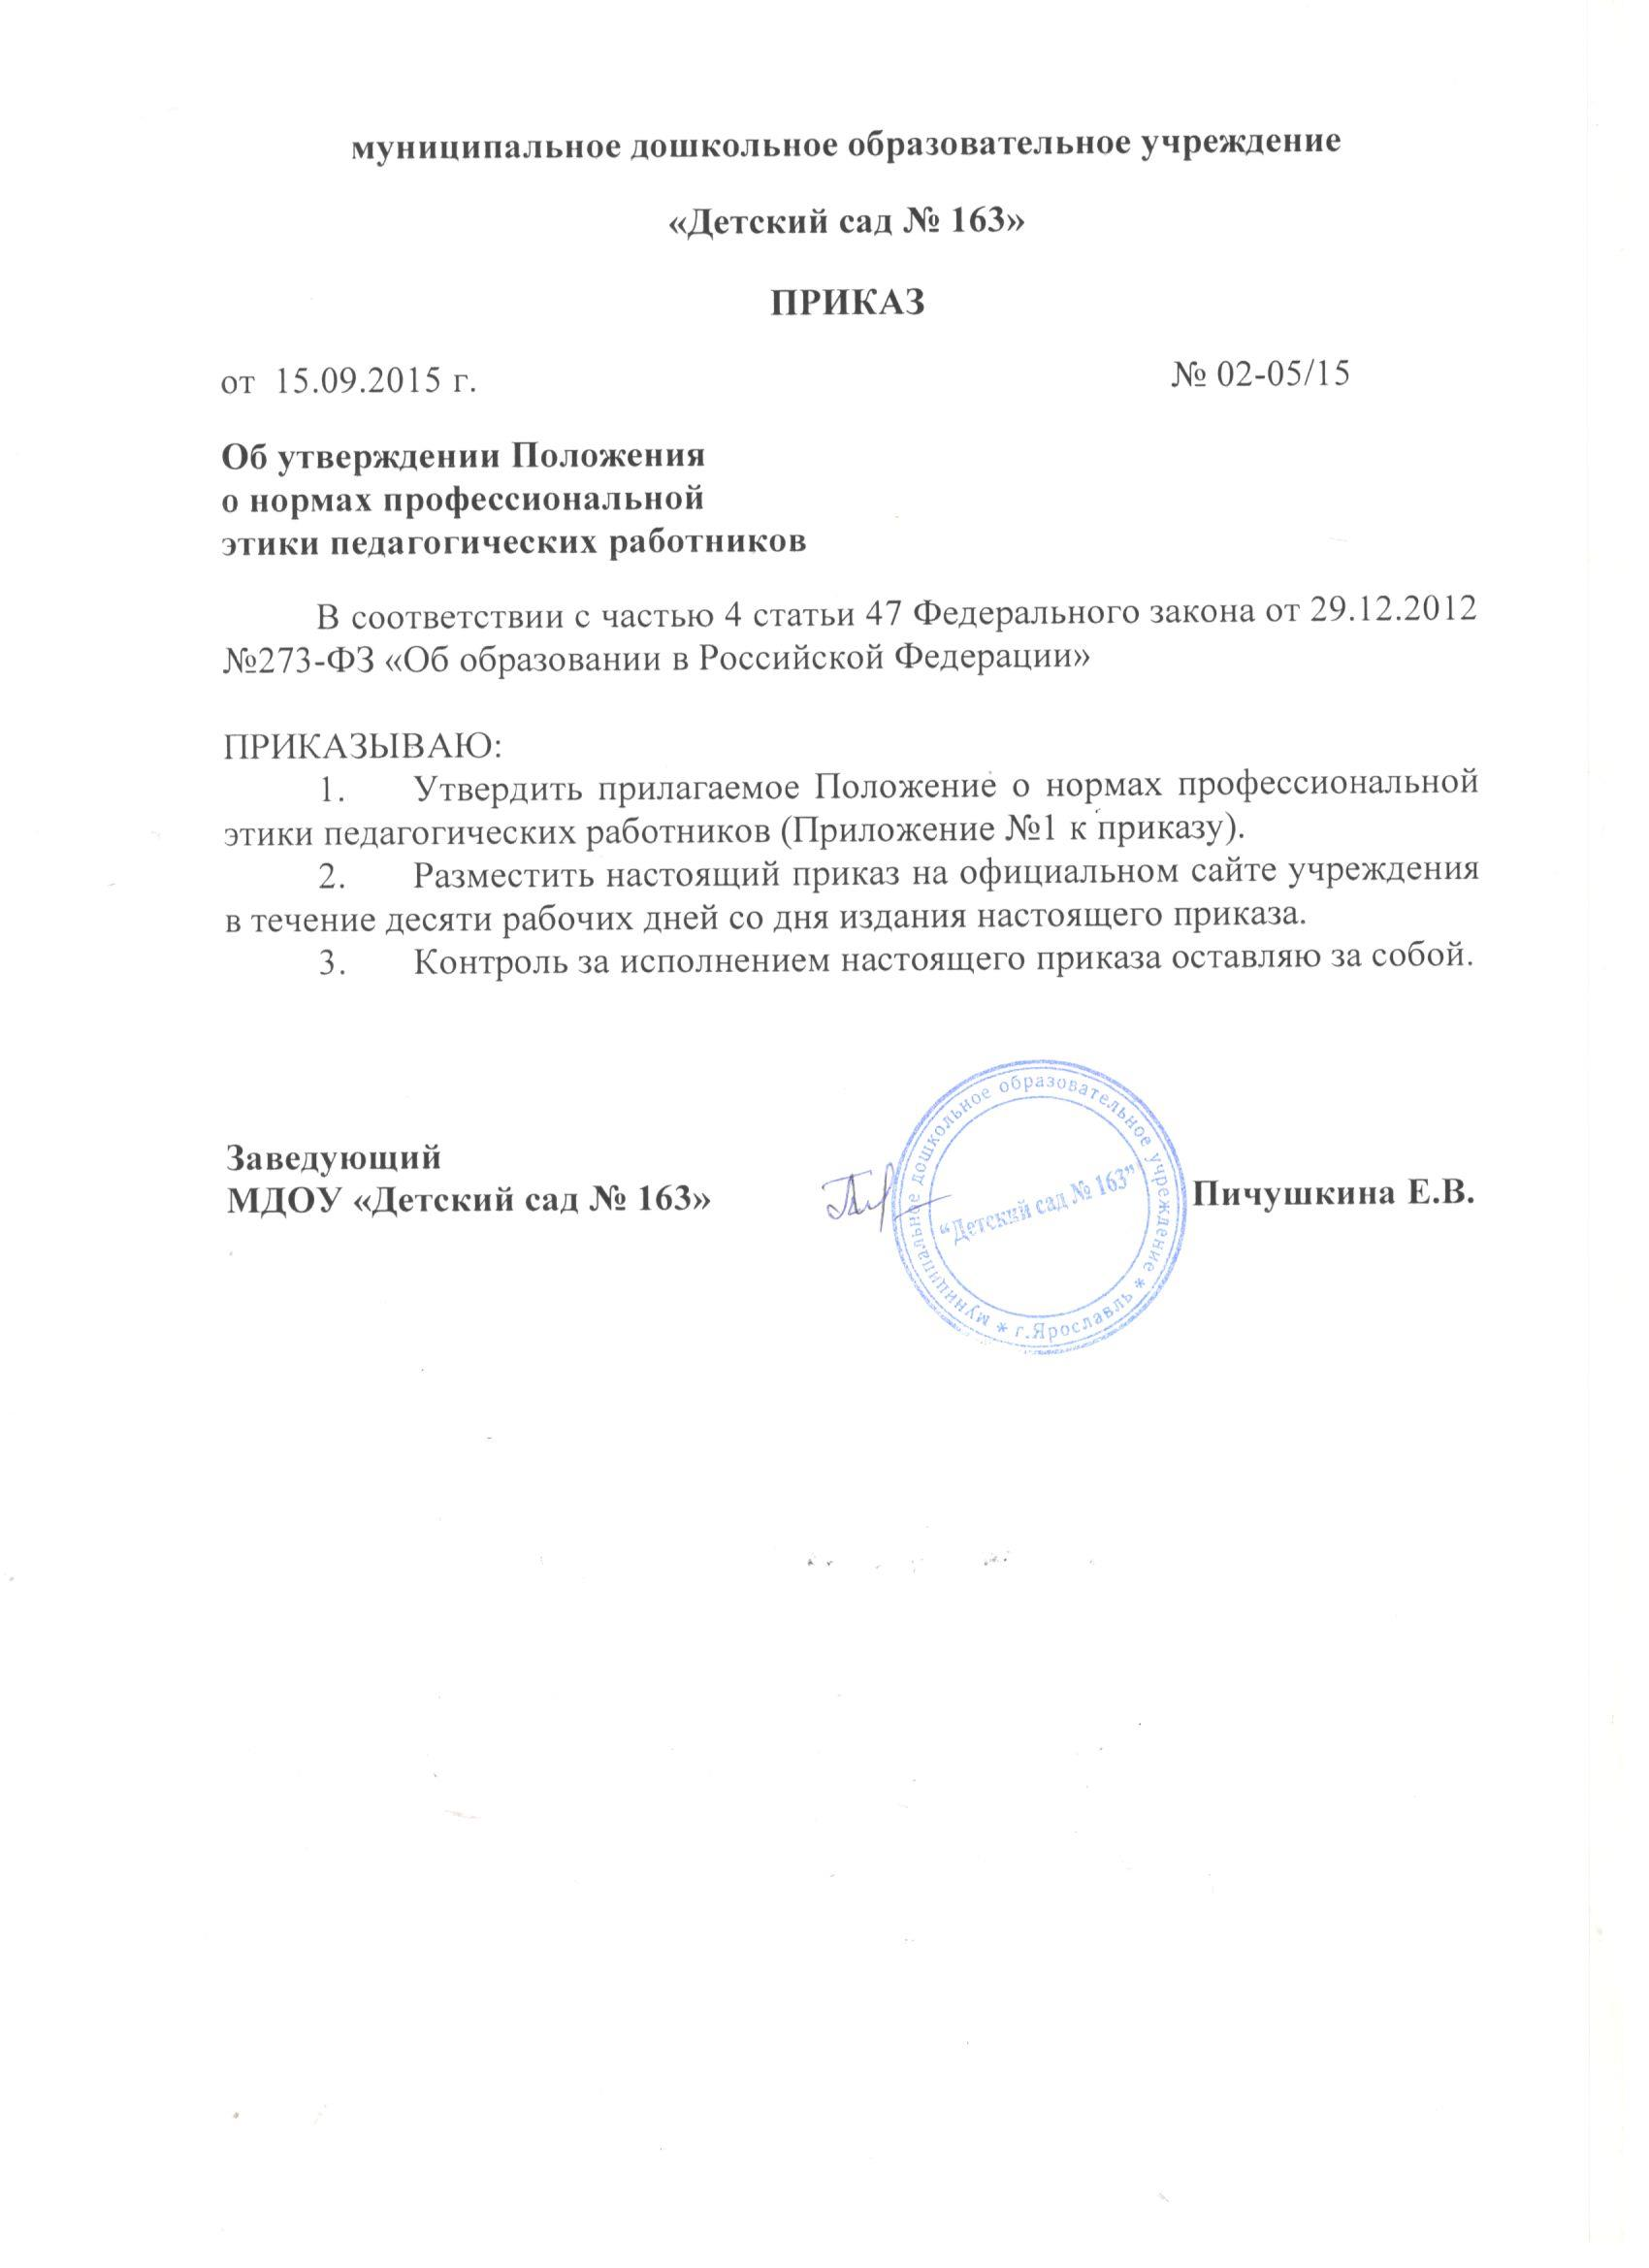 муниципальное дошкольное образовательное учреждение
«Детский сад № 163»
ПРИКАЗ
от 15.09.2015 г. № 02-05/15
Об утверждении Положения
о нормах профессиональной
этики педагогических работников
В соответствии с частью 4 статьи 47 Федерального закона от 29.12.2012
№273-ФЗ «Об образовании в Российской Федерации»
ПРИКАЗЫВАЮ:
1. Утвердить прилагаемое Положение о нормах профессиональной
этики педагогических работников (Приложение №1 к приказу).
2. Разместить настоящий приказ на официальном сайте учреждения
в течение десяти рабочих дней со дня издания настоящего приказа.
3. Контроль за исполнением настоящего приказа оставляю за собой.
Заведующий
МДОУ «Детский сад № 163» Пичушкина Е.В.
муниципальное дошкольное образовательное учреждение * г.Ярославль *
“Детский сад № 163”